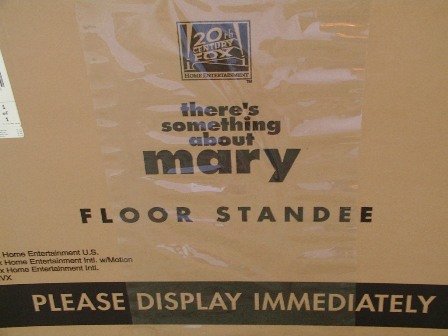 20th
CENTURY
FOX
HOME ENTERTAINMENT
TM
there's
something
about
mary
FLOOR STANDEE
Home Entertainment U.S.
Home Entertainment Intl. w/Motion
x Home Entertainment Intl.
PLEASE DISPLAY IMMEDIATELY